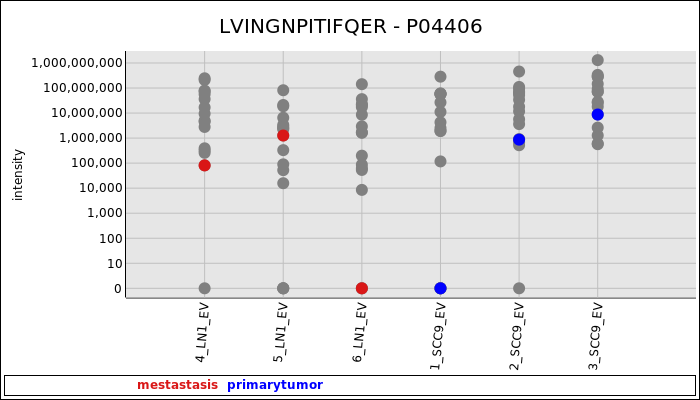 LVINGNPITIFQER - P04406
1,000,000,000
100,000,000
10,000,000
1,000,000
100,000
10,000
1,000
100
10
0
intensity
4_LN1_EV
5_LN1_EV
6_LN1_EV
1_SCC9_EV
2_SCC9_EV
3_SCC9_EV
mestastasis primarytumor